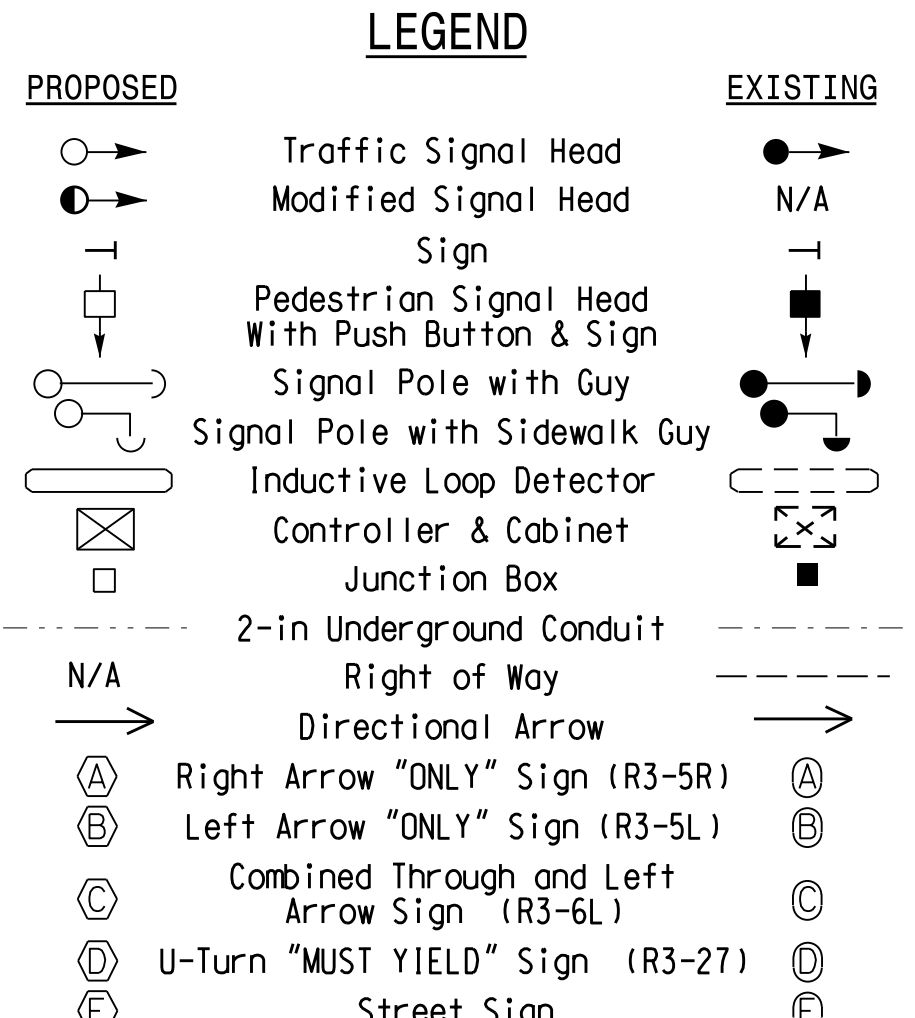 LEGEND
PROPOSED EXISTING
Traffic Signal Head
Modified Signal Head N/A
Sign
Pedestrian Signal Head
With Push Button & Sign
Signal Pole with Guy
Signal Pole with Sidewalk Guy
Inductive Loop Detector
Controller & Cabinet
Junction Box
2-in Underground Conduit
N/A Right of Way
Directional Arrow
A Right Arrow "ONLY" Sign (R3-5R) A
B Left Arrow "ONLY" Sign (R3-5L) B
Combined Through and Left
C Arrow Sign (R3-6L) C
D U-Turn "MUST YIELD" Sign (R3-27) D
E Street Sign E